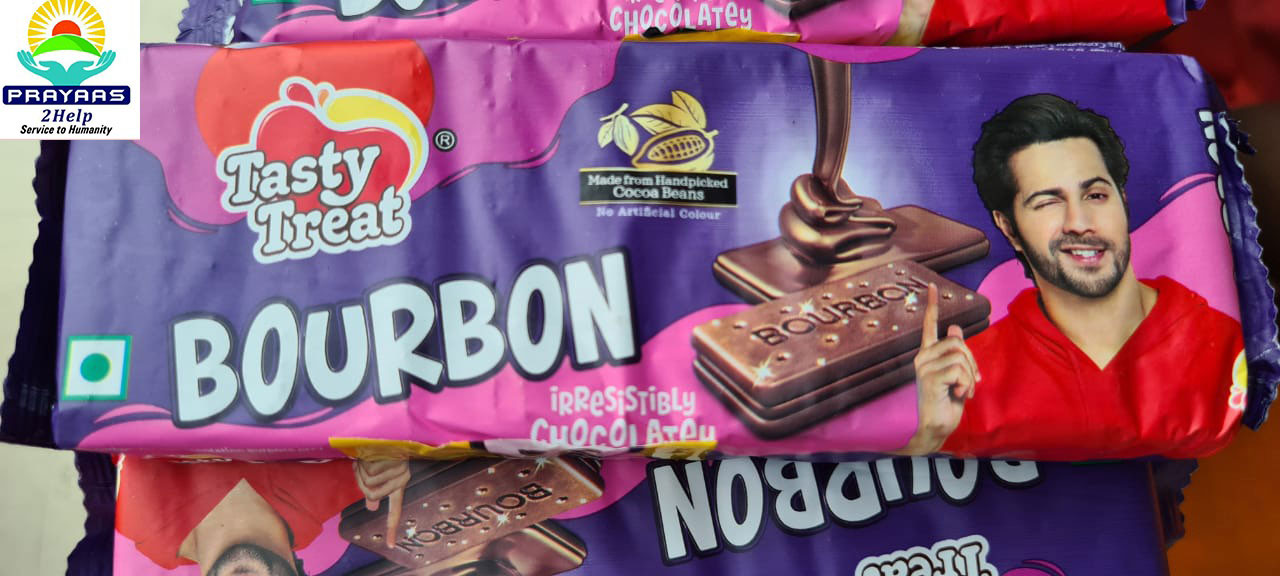 CHOCOLATEY
PRAYAAS
2Help
Service to Humanity
Tasty
Treat®
Made from Handpicked
Cocoa Beans
No Artificial Colour
BOURBON
BOURBON
IRRESISTIBLY
CHOCOLATEY
BOURBON
BOURBON
Treat